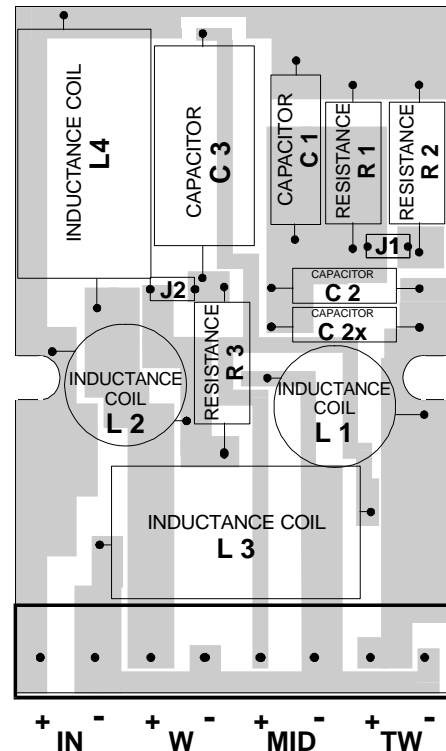 INDUCTANCE COIL
L4
CAPACITOR
C 3
CAPACITOR
C 1
RESISTANCE
R 1
RESISTANCE
R 2
J1
J2
CAPACITOR
C 2
CAPACITOR
C 2x
RESISTANCE
R 3
INDUCTANCE
COIL
L 2
INDUCTANCE
COIL
L 1
INDUCTANCE COIL
L 3
+ - + - + - + -
IN W MID TW